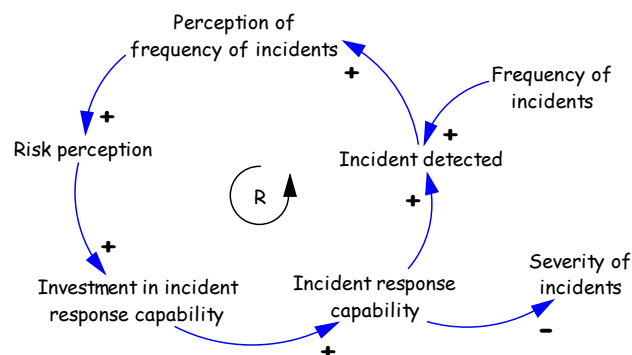 Perception of
frequency of incidents
+
Frequency of
incidents
+
+
Risk perception
Incident detected
R
+
+
Investment in incident
response capability
Incident response
capability
Severity of
incidents
+
-